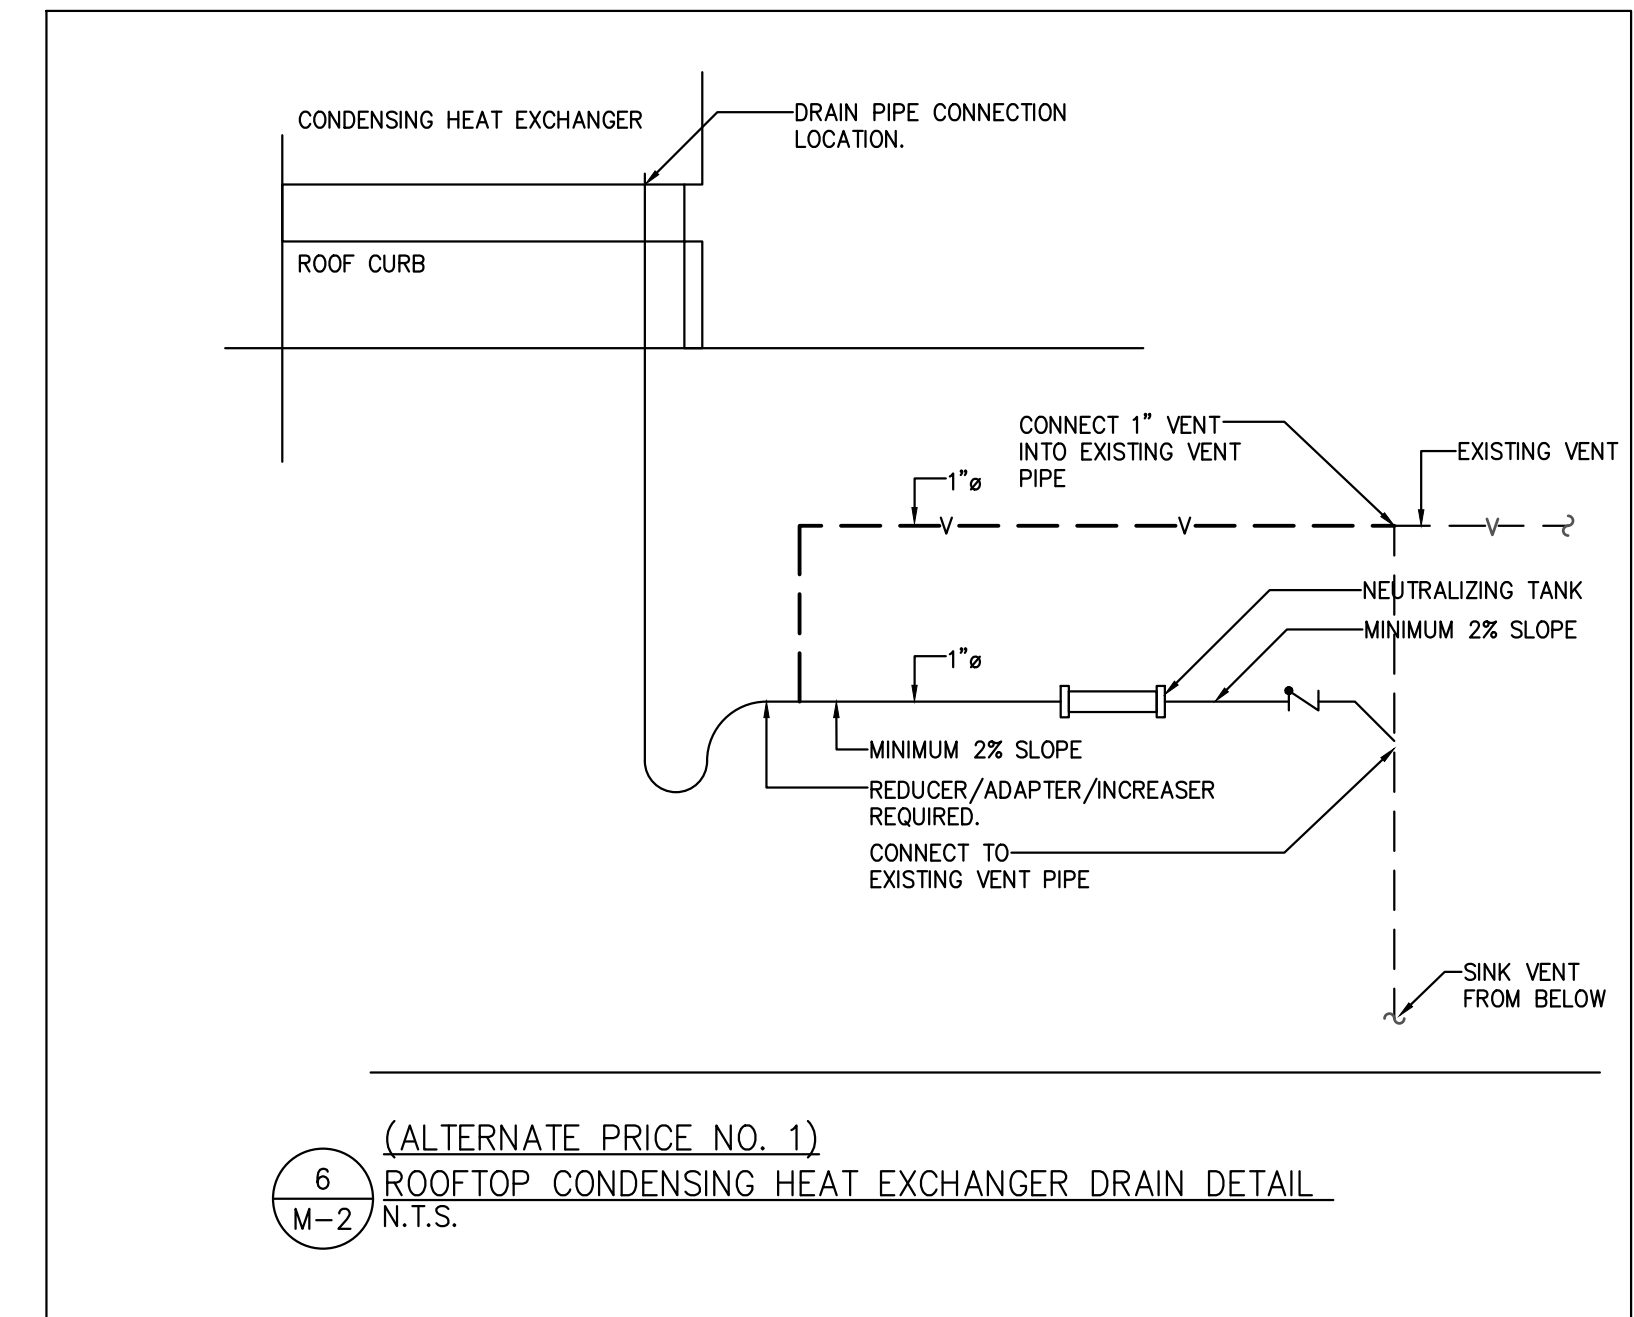 CONDENSING HEAT EXCHANGER
DRAIN PIPE CONNECTION
LOCATION.
ROOF CURB
CONNECT 1" VENT
INTO EXISTING VENT
PIPE
EXISTING VENT
1"ø
V
V
V
NEUTRALIZING TANK
MINIMUM 2% SLOPE
1"ø
MINIMUM 2% SLOPE
REDUCER/ADAPTER/INCREASER
REQUIRED.
CONNECT TO
EXISTING VENT PIPE
SINK VENT
FROM BELOW
(ALTERNATE PRICE NO. 1)
6
ROOFTOP CONDENSING HEAT EXCHANGER DRAIN DETAIL
M-2
N.T.S.